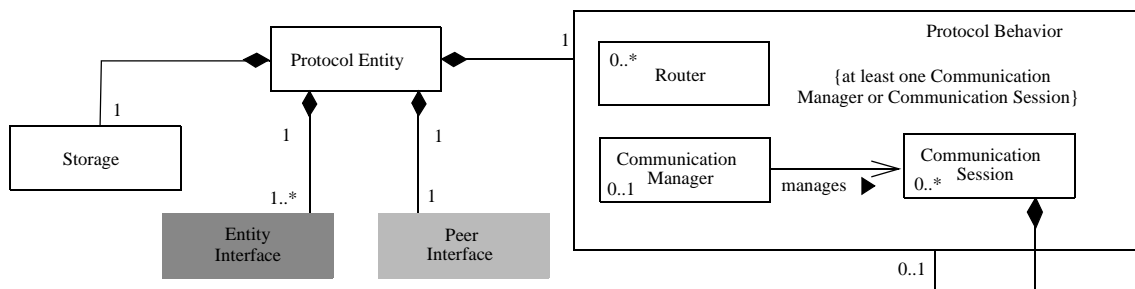 Protocol Entity
1
Protocol Behavior
0..*
Router
{at least one Communication
Manager or Communication Session}
1
Storage
1
1
Communication
Manager
0..1
manages
Communication
Session
0..*
1..*
1
Entity
Interface
Peer
Interface
0..1